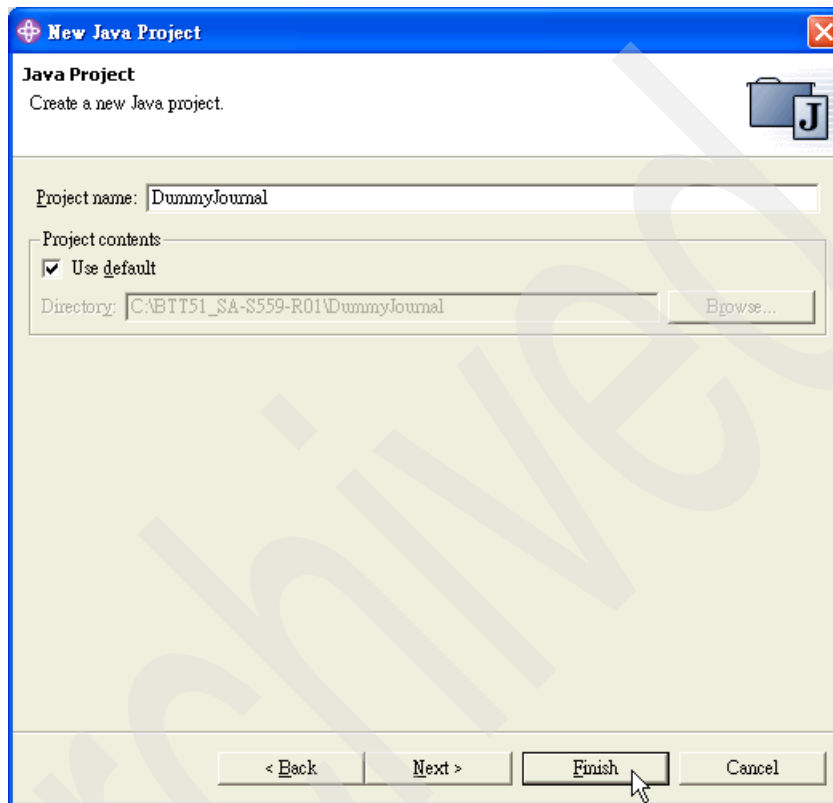 New Java Project
Java Project
Create a new Java project.
J
Project name: DummyJournal
Project contents
Use default
Directory: C:\BTT51_SA-S559-R01\DummyJournal Browse...
< Back Next > Finish Cancel
rchived